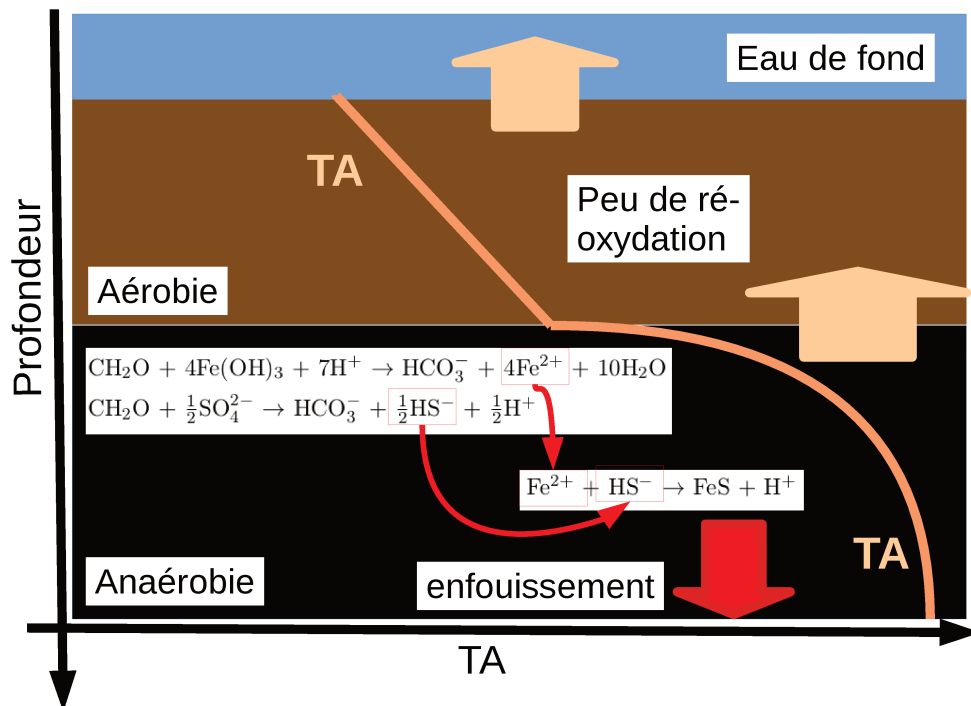 Eau de fond
TA
Peu de ré-
oxydation
Aérobie
Profondeur
CH₂O + 4Fe(OH)₃ + 7H⁺ → HCO₃⁻ + 4Fe²⁺ + 10H₂O
CH₂O + ½SO₄²⁻ → HCO₃⁻ + ½HS⁻ + ½H⁺
Fe²⁺ + HS⁻ → FeS + H⁺
TA
Anaérobie
enfouissement
TA